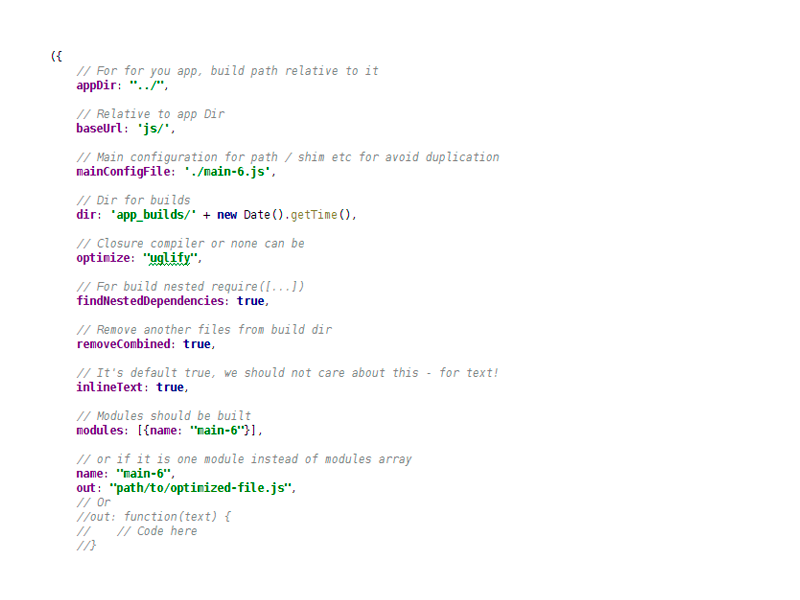 ({
// For for you app, build path relative to it
appDir: "../",
// Relative to app Dir
baseUrl: 'js/',
// Main configuration for path / shim etc for avoid duplication
mainConfigFile: './main-6.js',
// Dir for builds
dir: 'app_builds/' + new Date().getTime(),
// Closure compiler or none can be
optimize: "uglify",
// For build nested require([...])
findNestedDependencies: true,
// Remove another files from build dir
removeCombined: true,
// It's default true, we should not care about this - for text!
inlineText: true,
// Modules should be built
modules: [{name: "main-6"}],
// or if it is one module instead of modules array
name: "main-6",
out: "path/to/optimized-file.js",
// Or
//out: function(text) {
//    // Code here
//}